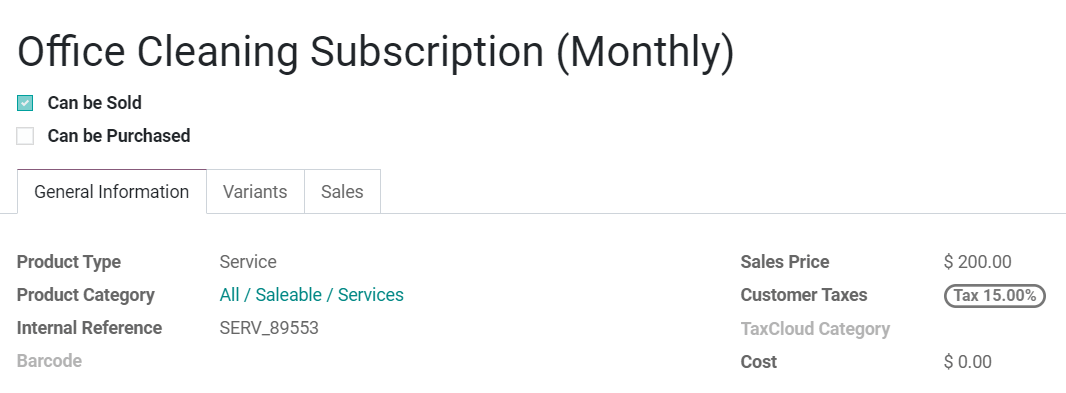 Office Cleaning Subscription (Monthly)
Can be Sold
Can be Purchased
General Information Variants Sales
Product Type Service Sales Price $ 200.00
Product Category All / Saleable / Services Customer Taxes Tax 15.00%
Internal Reference SERV_89553 TaxCloud Category
Barcode Cost $ 0.00